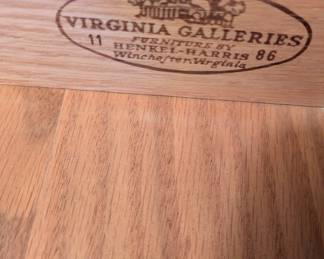 VIRGINIA GALLERIES
FURNITURE BY
11 HENKEL-HARRIS 86
Winchester, Virginia